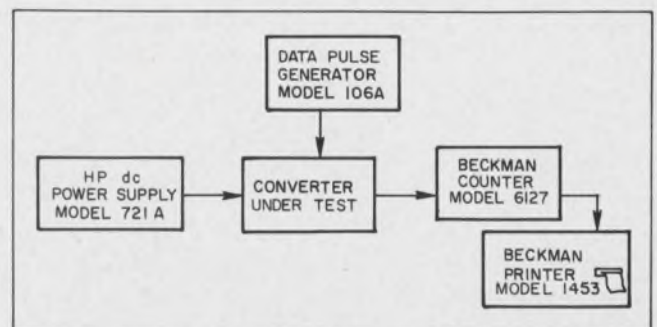 DATA PULSE
GENERATOR
MODEL 106A
HP dc
POWER SUPPLY
MODEL 721A
CONVERTER
UNDER TEST
BECKMAN
COUNTER
MODEL 6127
BECKMAN
PRINTER
MODEL 1453